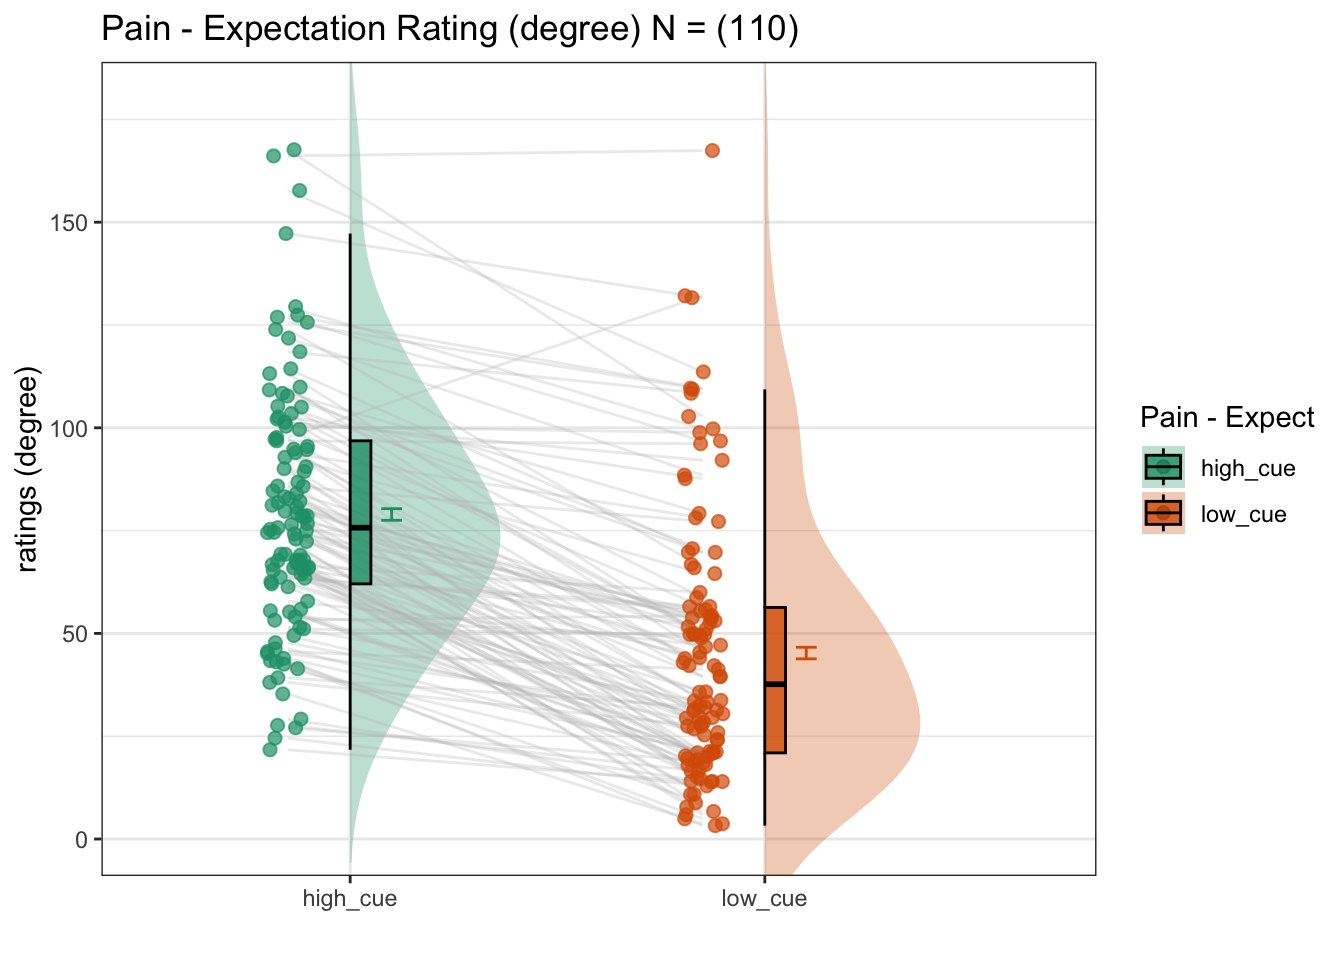 Pain - Expectation Rating (degree) N = (110)
ratings (degree)
150
100
50
0
high_cue
low_cue
Pain - Expect
high_cue
low_cue